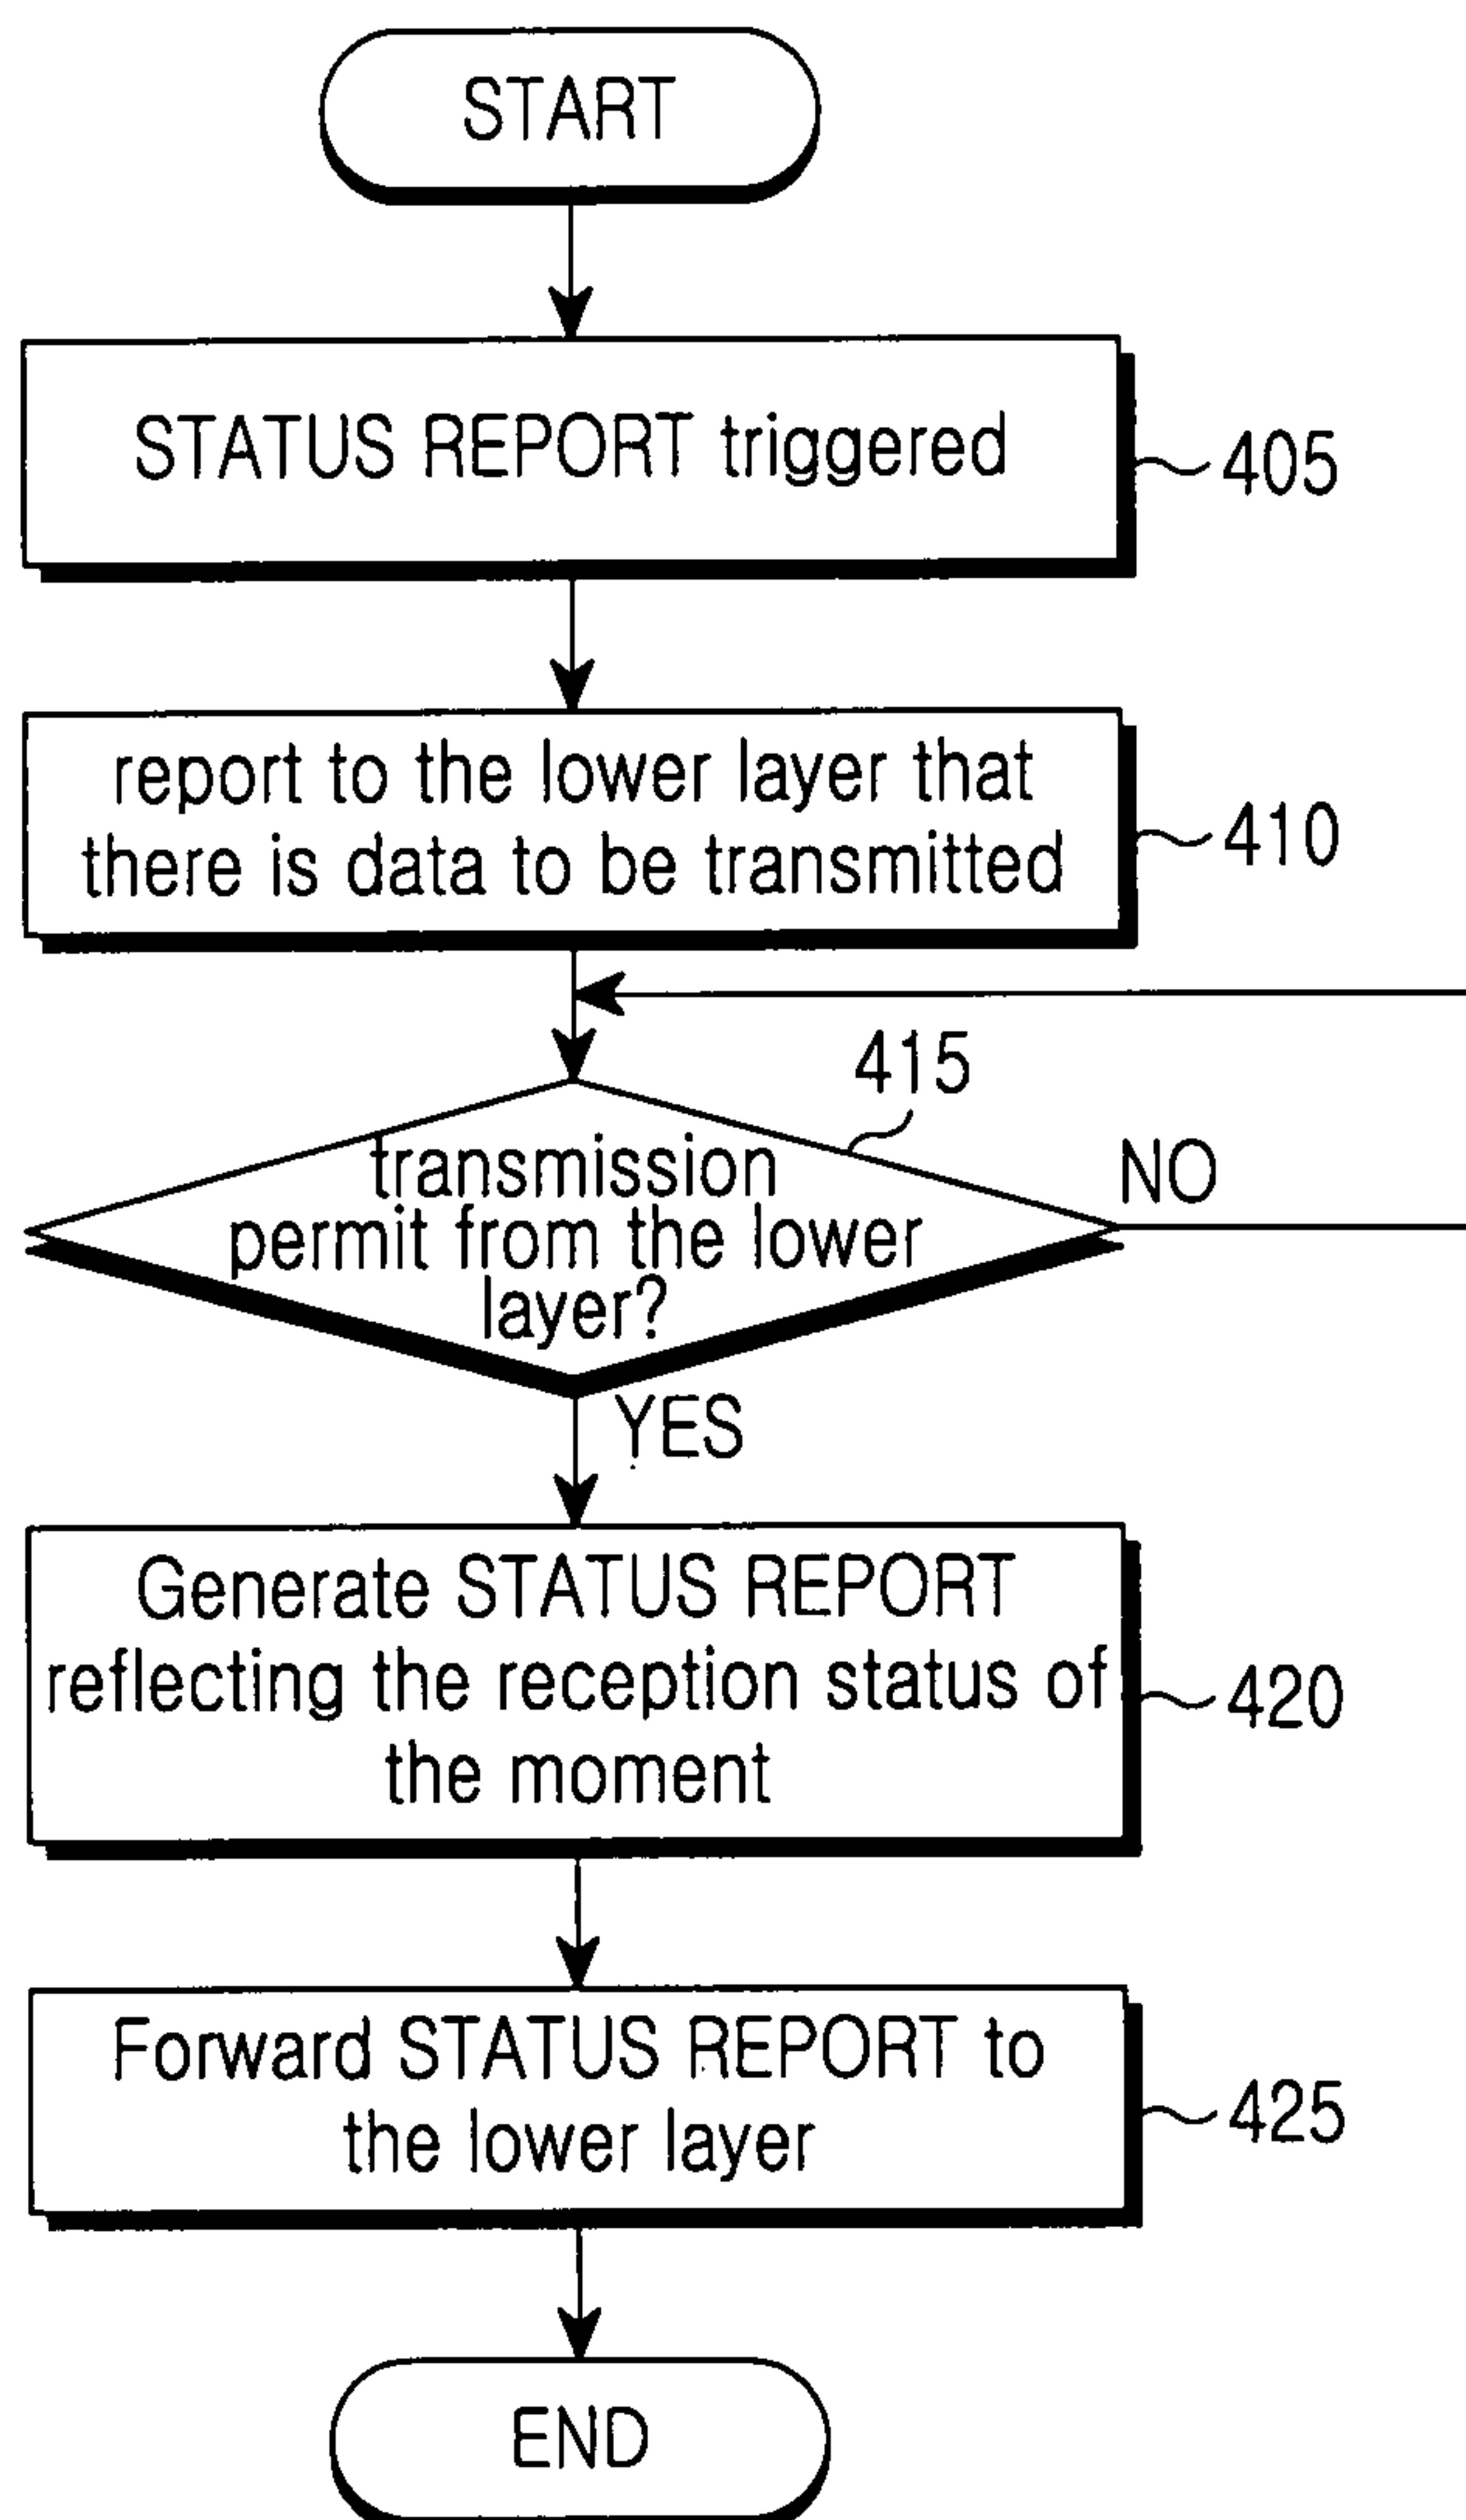 START
STATUS REPORT triggered
405
report to the lower layer that
there is data to be transmitted
410
415
transmission
permit from the lower
layer?
NO
YES
Generate STATUS REPORT
reflecting the reception status of
the moment
420
Forward STATUS REPORT to
the lower layer
425
END